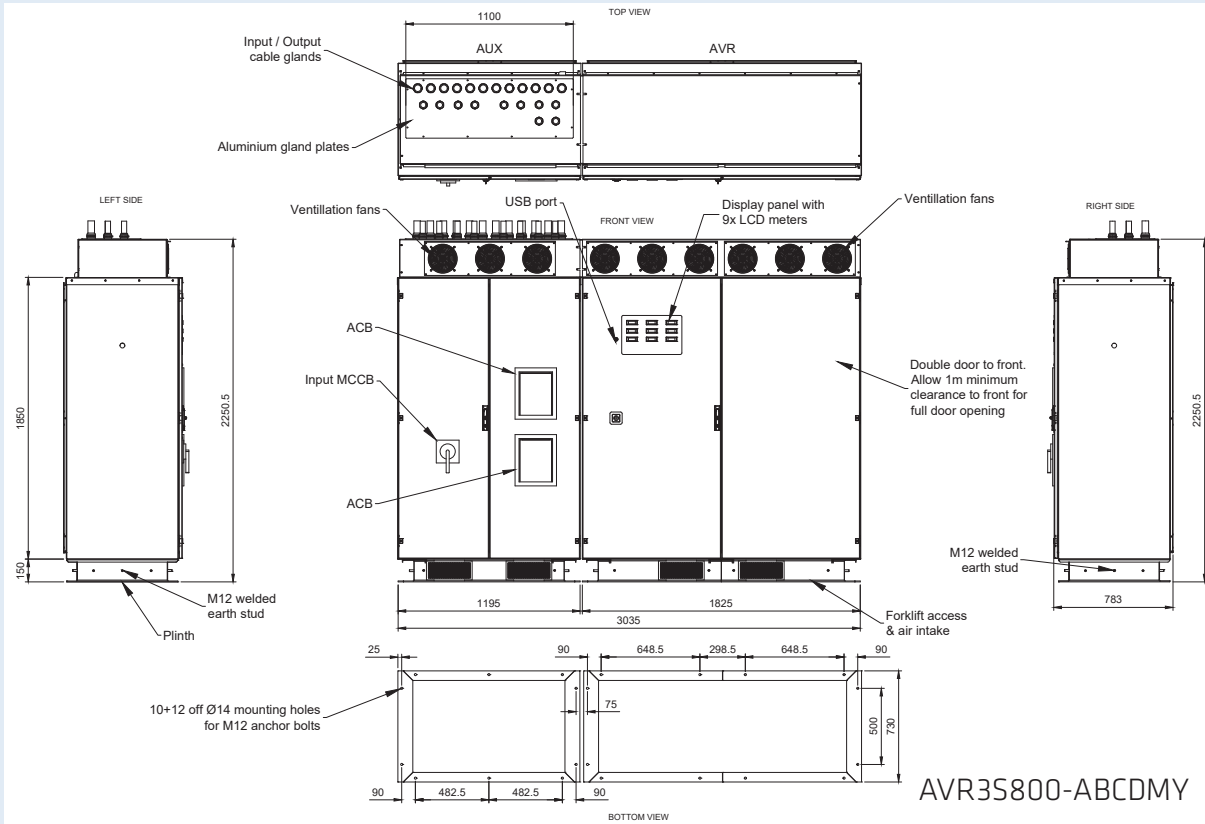 TOP VIEW
1100
Input / Output
cable glands
AUX
AVR
Aluminium gland plates
LEFT SIDE
Ventillation fans
USB port
FRONT VIEW
Display panel with
9x LCD meters
Ventillation fans
RIGHT SIDE
ACB
Input MCCB
ACB
Double door to front.
Allow 1m minimum
clearance to front for
full door opening
1850
2250.5
150
2250.5
M12 welded
earth stud
Plinth
M12 welded
earth stud
783
1195
1825
3035
Forklift access
& air intake
25
90
648.5
298.5
648.5
90
10+12 off Ø14 mounting holes
for M12 anchor bolts
75
500
730
90
482.5
482.5
90
BOTTOM VIEW
AVR3S800-ABCDMY